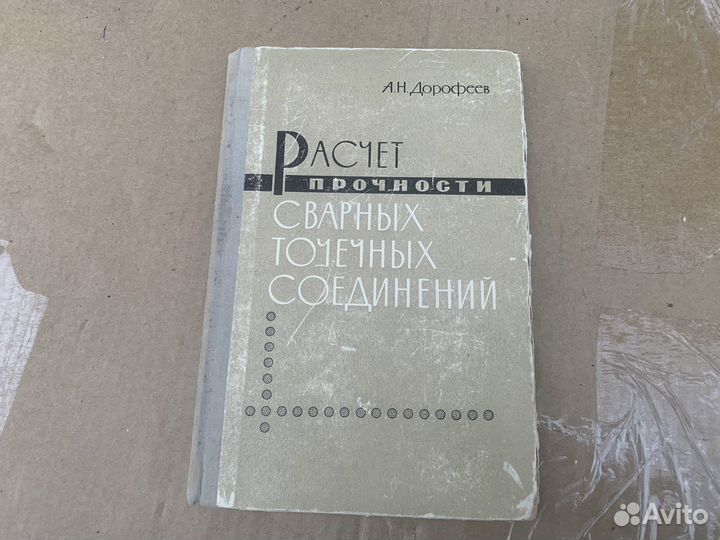 А.Н. Дорофеев
РАСЧЕТ
ПРОЧНОСТИ
СВАРНЫХ
ТОЧЕЧНЫХ
СОЕДИНЕНИЙ
Avito